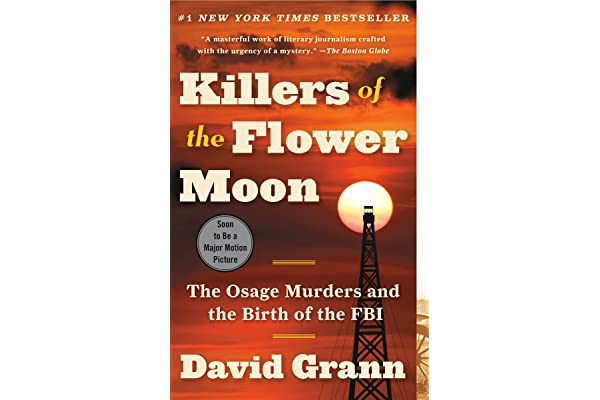 #1 NEW YORK TIMES BESTSELLER
"A masterful work of literary journalism crafted
with the urgency of a mystery." —The Boston Globe
Killers of
the Flower
Moon
Soon
to Be a
Major Motion
Picture
The Osage Murders and
the Birth of the FBI
David Grann